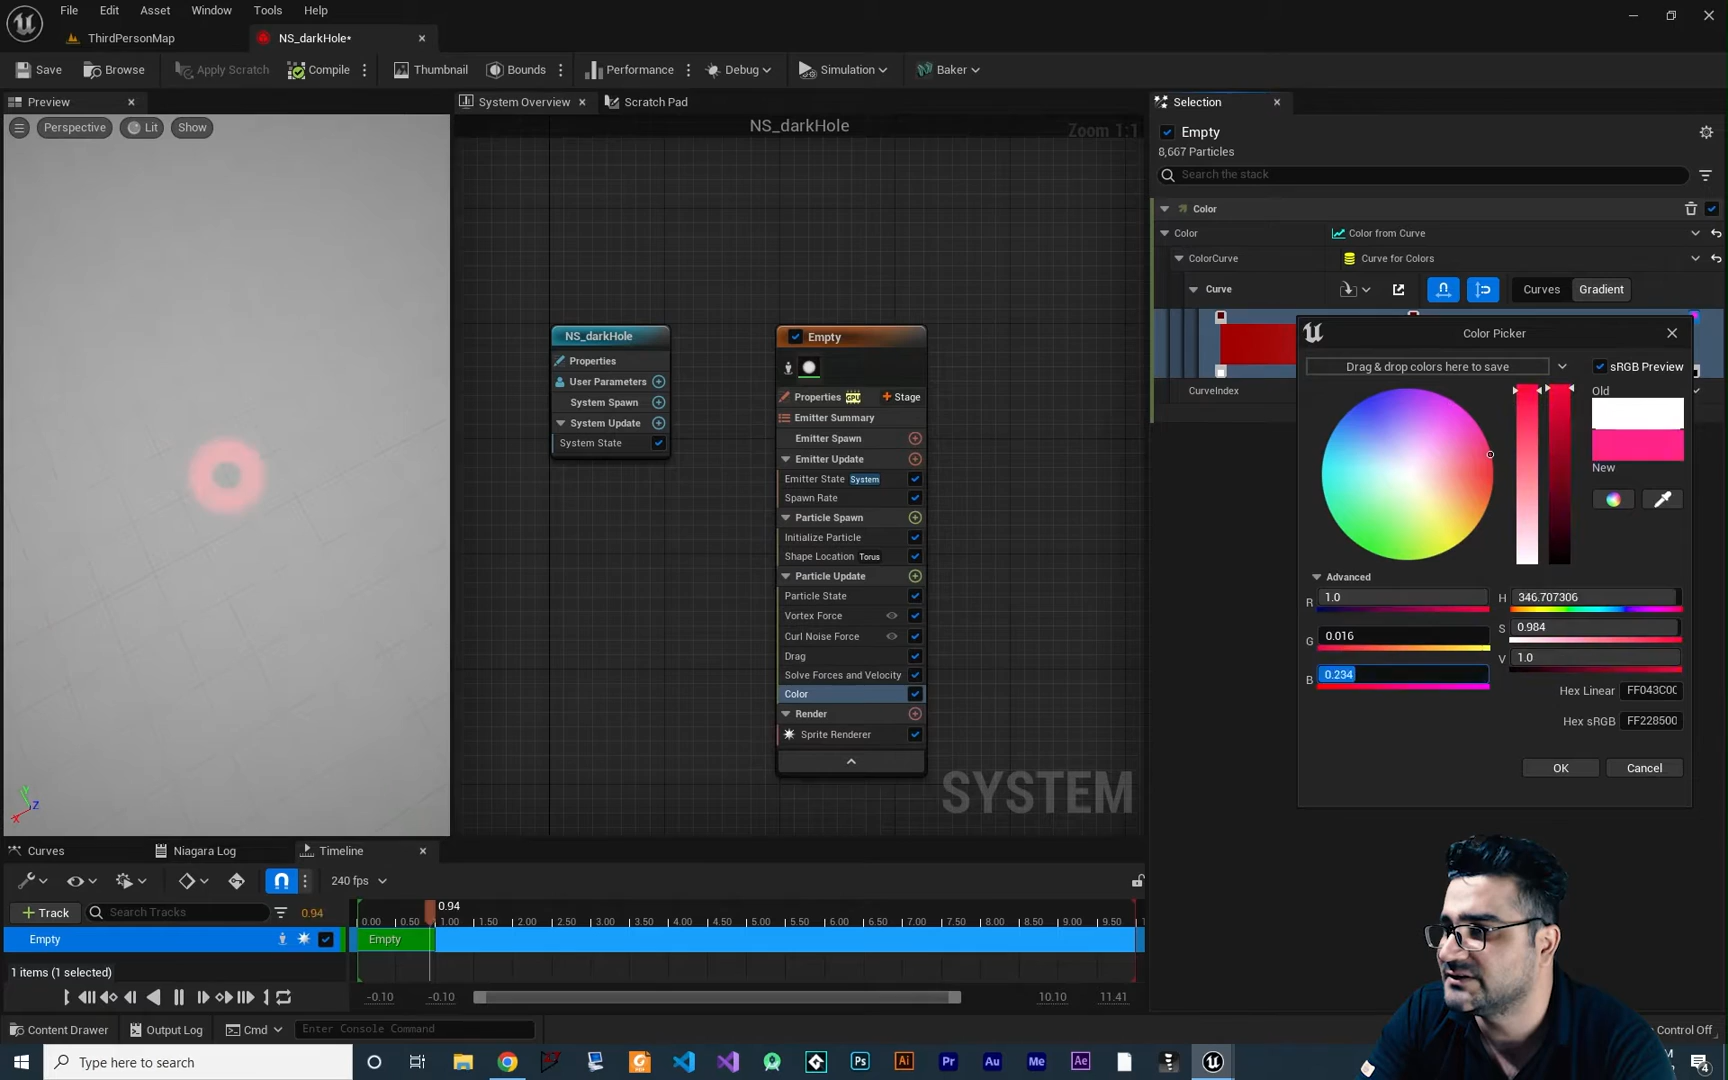 File Edit Asset Window Tools Help
ThirdPersonMap NS_darkHole*
Save Browse Apply Scratch Compile Thumbnail Bounds Performance Debug Simulation Baker
Preview System Overview Scratch Pad Selection
Perspective Lit Show
NS_darkHole
Zoom 1:1
Empty
8,667 Particles
Search the stack
Color
Color Color from Curve
ColorCurve Curve for Colors
Curve Curves Gradient
CurveIndex
NS_darkHole
Properties
User Parameters
System Spawn
System Update
System State
Empty
Properties GPU Stage
Emitter Summary
Emitter Spawn
Emitter Update
Emitter State System
Spawn Rate
Particle Spawn
Initialize Particle
Shape Location Torus
Particle Update
Particle State
Vortex Force
Curl Noise Force
Drag
Solve Forces and Velocity
Color
Render
Sprite Renderer
SYSTEM
Color Picker
Drag & drop colors here to save
sRGB Preview
Old
New
Advanced
R 1.0 H 346.707306
G 0.016 S 0.984
B 0.234 V 1.0
Hex Linear FF043C00
Hex sRGB FF228500
OK Cancel
Y
Z
X
Curves Niagara Log Timeline
240 fps
Track Search Tracks 0.94
0.94
0.00 0.50 1.00 1.50 2.00 2.50 3.00 3.50 4.00 4.50 5.00 5.50 6.00 6.50 7.00 7.50 8.00 8.50 9.00 9.50 1
Empty Empty
1 items (1 selected)
-0.10 -0.10 10.10 11.41
Content Drawer Output Log Cmd Enter Console Command
Control Off
Type here to search
Ps Ai Pr Au Me Ae
M
4